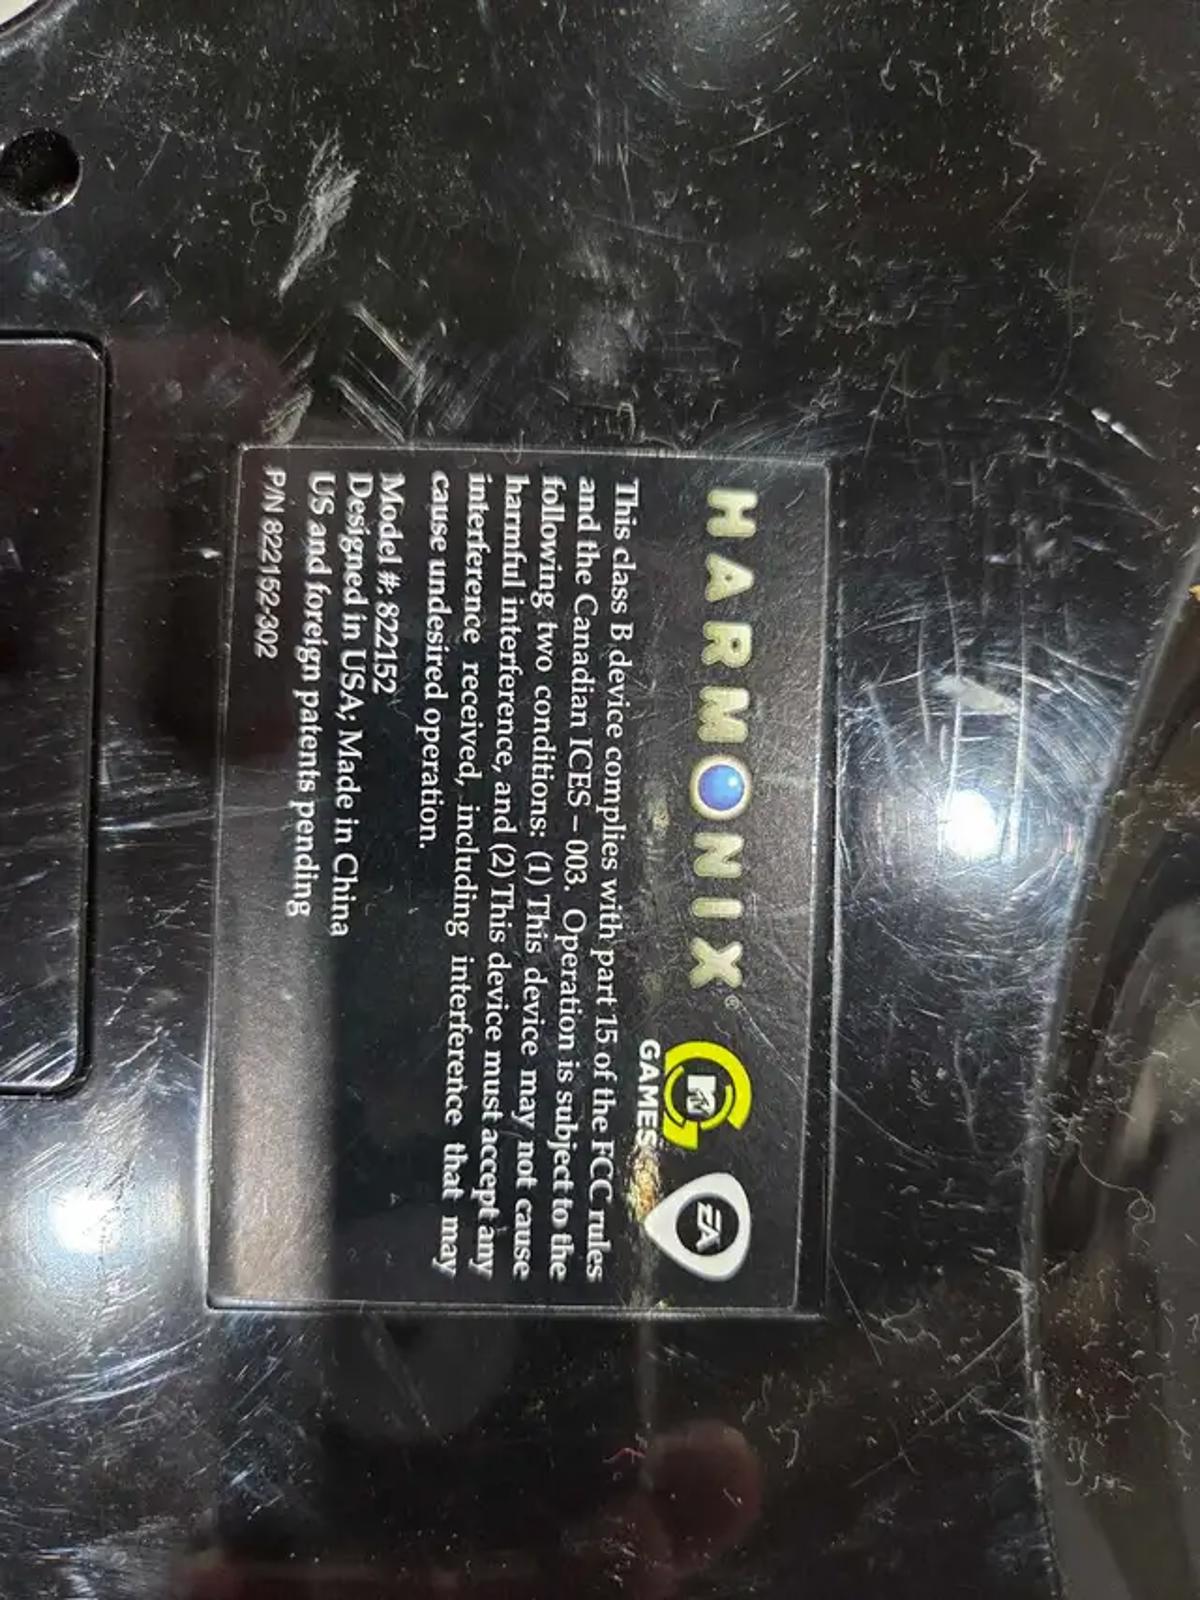 HARMONIX®
MTV
GAMES
EA
This class B device complies with part 15 of the FCC rules
and the Canadian ICES – 003. Operation is subject to the
following two conditions: (1) This device may not cause
harmful interference, and (2) This device must accept any
interference received, including interference that may
cause undesired operation.
Model #: 822152
Designed in USA; Made in China
US and foreign patents pending
P/N 822152-302